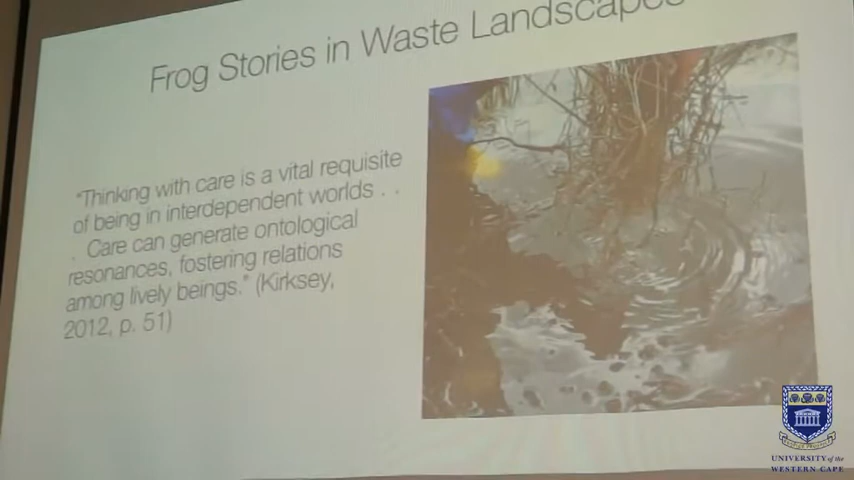 Frog Stories in Waste Landscapes
“Thinking with care is a vital requisite
of being in interdependent worlds . .
. Care can generate ontological
resonances, fostering relations
among lively beings.” (Kirksey,
2012, p. 51)
UNIVERSITY of the
WESTERN CAPE